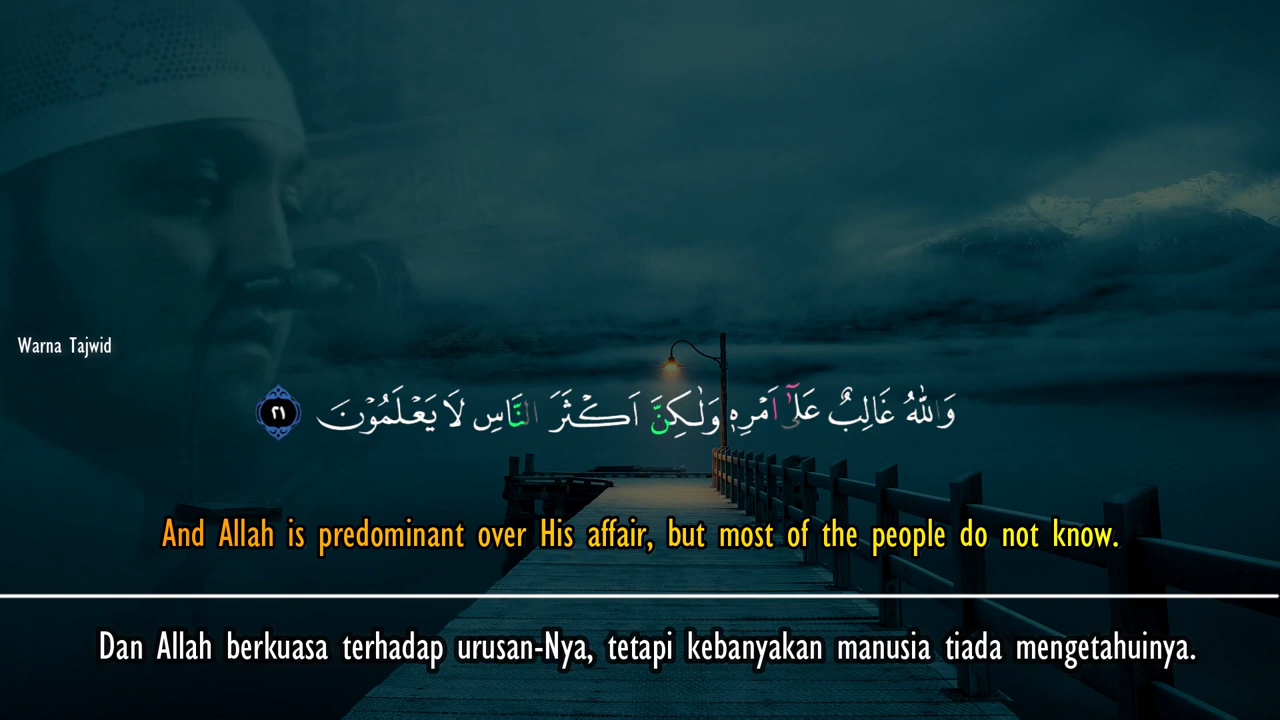 Warna Tajwid
وَاللّٰهُ غَالِبٌ عَلٰٓى اَمْرِهٖ وَلٰكِنَّ اَكْثَرَ النَّاسِ لَا يَعْلَمُوْنَ ٢١
And Allah is predominant over His affair, but most of the people do not know.
Dan Allah berkuasa terhadap urusan-Nya, tetapi kebanyakan manusia tiada mengetahuinya.